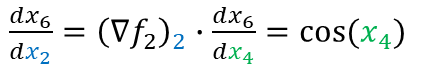 dx₆/dx₂ = (∇f₂)₂ · dx₆/dx₄ = cos(x₄)